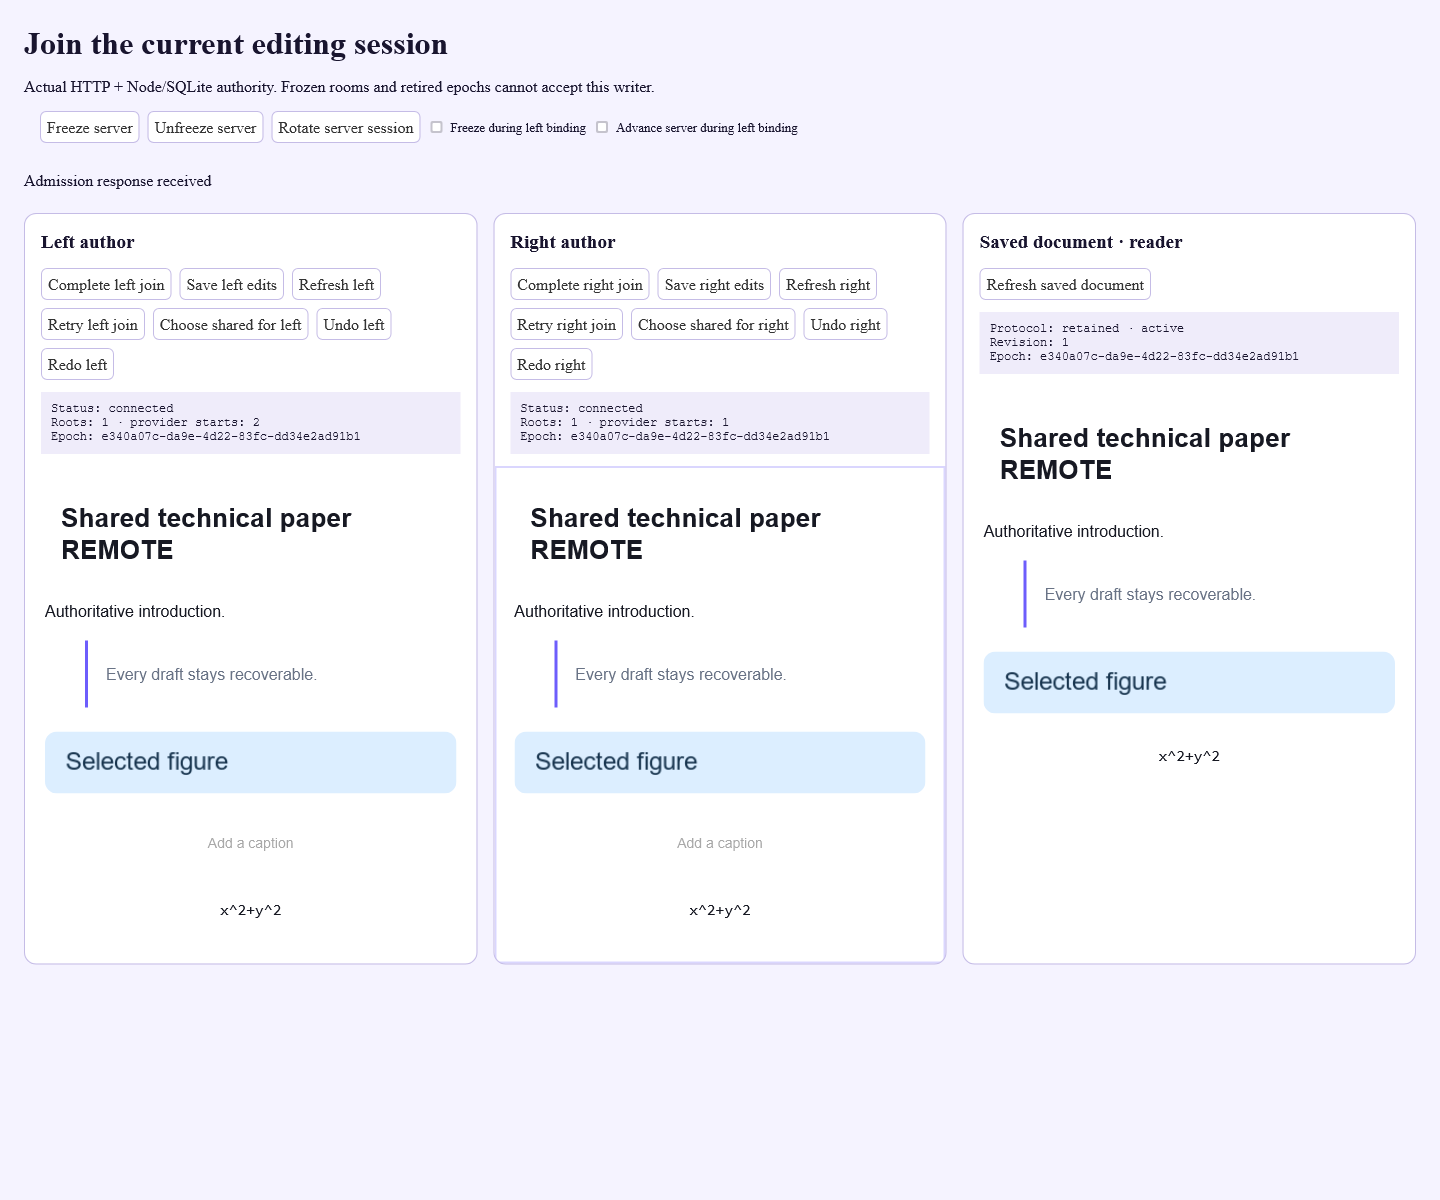 Join the current editing session
Actual HTTP + Node/SQLite authority. Frozen rooms and retired epochs cannot accept this writer.
Freeze server Unfreeze server Rotate server session Freeze during left binding Advance server during left binding
Admission response received
Left author
Complete left join Save left edits Refresh left
Retry left join Choose shared for left Undo left
Redo left
Status: connected
Roots: 1 · provider starts: 2
Epoch: e340a07c-da9e-4d22-83fc-dd34e2ad91b1
Shared technical paper
REMOTE
Authoritative introduction.
Every draft stays recoverable.
Selected figure
Add a caption
x^2+y^2
Right author
Complete right join Save right edits Refresh right
Retry right join Choose shared for right Undo right
Redo right
Status: connected
Roots: 1 · provider starts: 1
Epoch: e340a07c-da9e-4d22-83fc-dd34e2ad91b1
Shared technical paper
REMOTE
Authoritative introduction.
Every draft stays recoverable.
Selected figure
Add a caption
x^2+y^2
Saved document · reader
Refresh saved document
Protocol: retained · active
Revision: 1
Epoch: e340a07c-da9e-4d22-83fc-dd34e2ad91b1
Shared technical paper
REMOTE
Authoritative introduction.
Every draft stays recoverable.
Selected figure
x^2+y^2